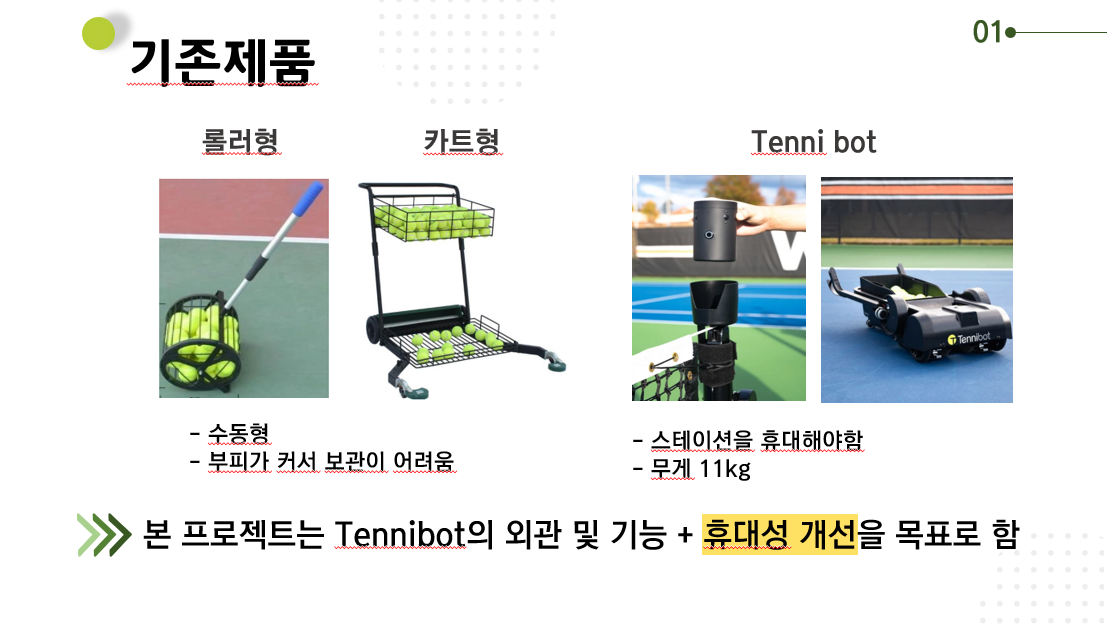 01
기존제품
롤러형
카트형
Tenni bot
W
Tennibot
- 수동형
- 부피가 커서 보관이 어려움
- 스테이션을 휴대해야함
- 무게 11kg
본 프로젝트는 Tennibot의 외관 및 기능 + 휴대성 개선을 목표로 함